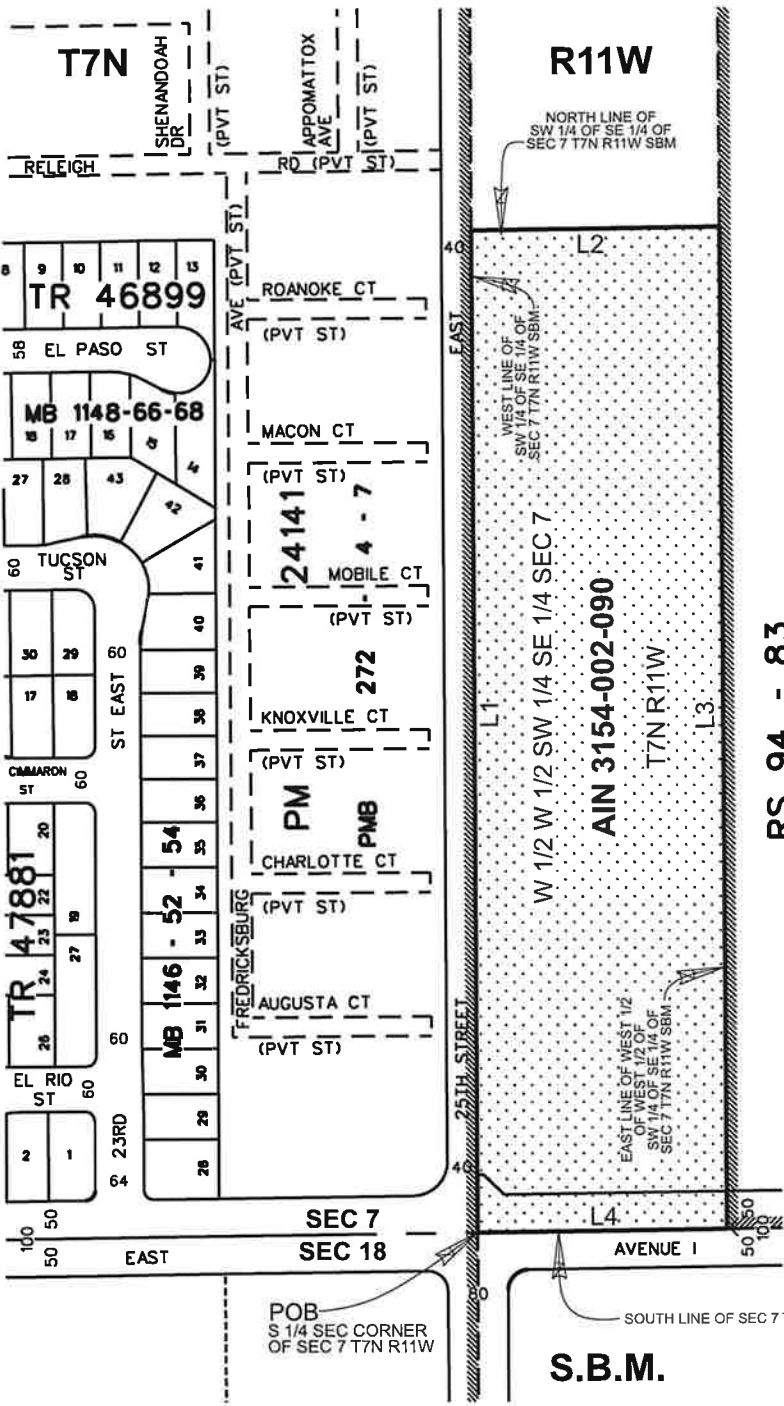 T7N
R11W
SHENANDOAH
DR
(PVT ST)
APPOMATTOX
AVE
(PVT ST)
RELEIGH
RD (PVT ST)
NORTH LINE OF
SW 1/4 OF SE 1/4 OF
SEC 7 T7N R11W SBM
40
L2
8
9
10
11
12
13
TR 46899
AVE (PVT ST)
ROANOKE CT
(PVT ST)
EAST
WEST LINE OF
SW 1/4 OF SE 1/4 OF
SEC 7 T7N R11W SBM
58
EL PASO ST
MB 1148-66-68
18
17
16
15
14
MACON CT
(PVT ST)
27
28
43
42
24141
4 - 7
60
TUCSON
ST
41
MOBILE CT
(PVT ST)
40
30
29
60
39
17
18
ST EAST
38
272
KNOXVILLE CT
(PVT ST)
37
CIMMARON
ST
60
36
PM
PMB
L1
W 1/2 W 1/2 SW 1/4 SE 1/4 SEC 7
AIN 3154-002-090
T7N R11W
L3
RS 94 - 83
20
TR 47881
35
MB 1146 - 52 - 54
CHARLOTTE CT
(PVT ST)
22
34
19
23
33
27
FREDRICKSBURG
24
32
AUGUSTA CT
(PVT ST)
26
60
31
25TH STREET
EAST LINE OF WEST 1/2
OF WEST 1/2 OF
SW 1/4 OF SE 1/4 OF
SEC 7 T7N R11W SBM
EL RIO
ST
60
30
29
2
1
23RD
64
28
40
100
50
50
SEC 7
SEC 18
EAST
L4
AVENUE I
50
50
100
80
POB
S 1/4 SEC CORNER
OF SEC 7 T7N R11W
SOUTH LINE OF SEC 7
S.B.M.